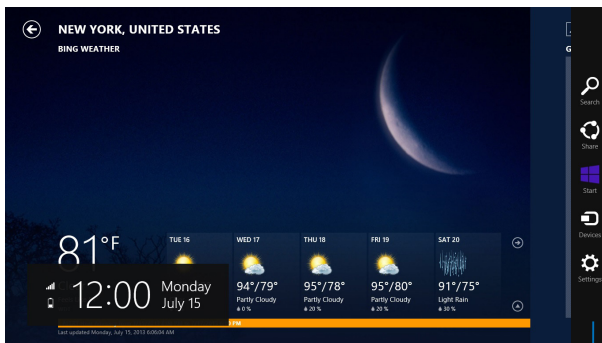 NEW YORK, UNITED STATES
BING WEATHER
81°F
TUE 16
WED 17
94°/79°
Partly Cloudy
0 %
THU 18
95°/78°
Partly Cloudy
20 %
FRI 19
95°/80°
Partly Cloudy
20 %
SAT 20
91°/75°
Light Rain
30 %
12:00
Monday
July 15
PM
Last updated Monday, July 15, 2013 6:06:04 AM
G
Search
Share
Start
Devices
Settings